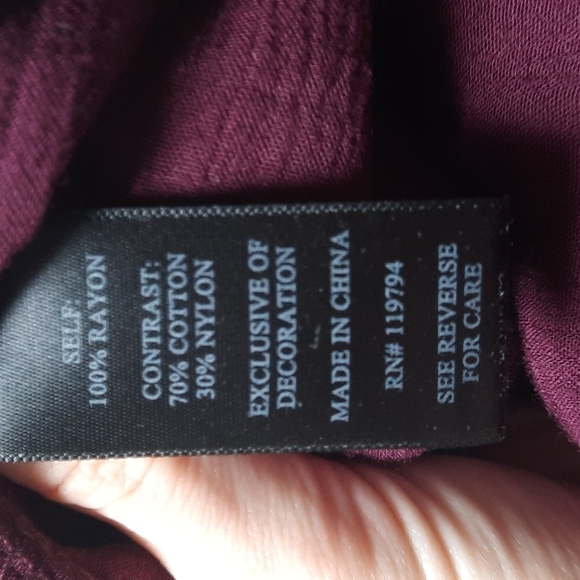 SELF:
100% RAYON
CONTRAST:
70% COTTON
30% NYLON
EXCLUSIVE OF
DECORATION
MADE IN CHINA
RN# 119794
SEE REVERSE
FOR CARE